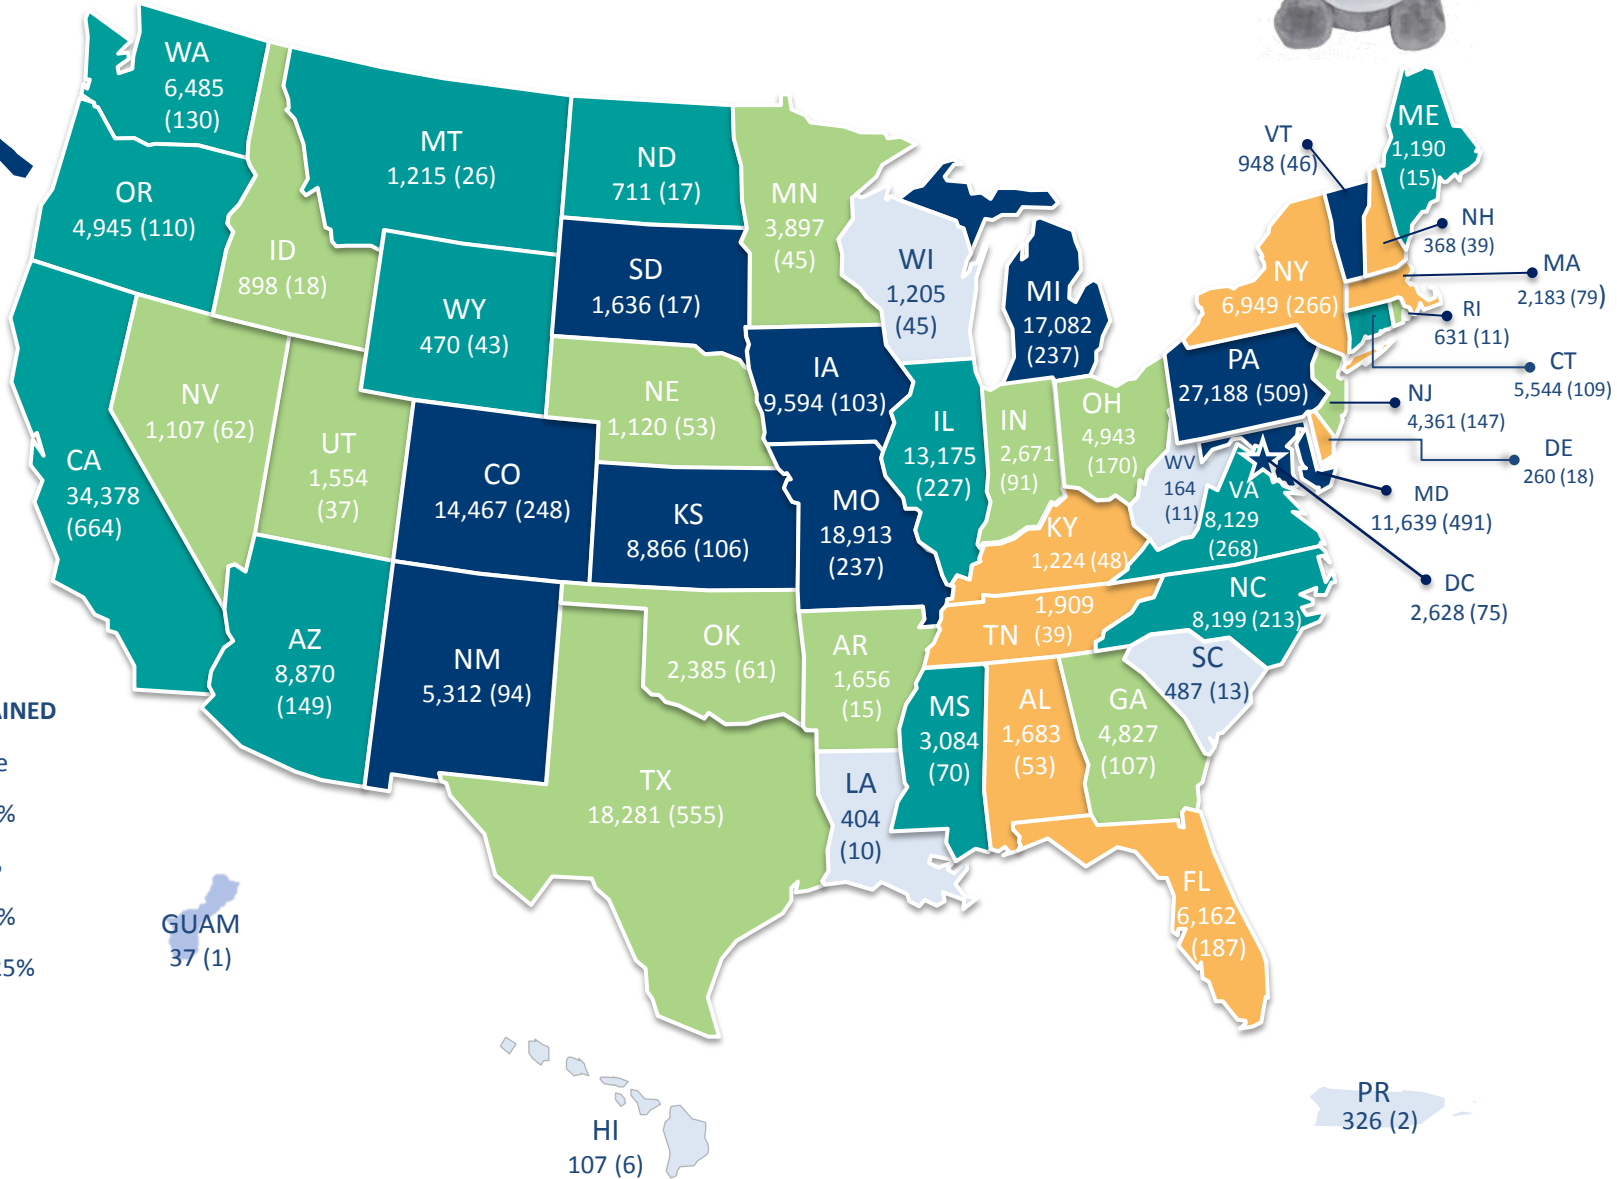 WA
6,485
(130)
OR
4,945 (110)
CA
34,378
(664)
ID
898 (18)
NV
1,107 (62)
MT
1,215 (26)
WY
470 (43)
UT
1,554
(37)
AZ
8,870
(149)
ND
711 (17)
SD
1,636 (17)
NE
1,120 (53)
CO
14,467 (248)
KS
8,866 (106)
NM
5,312 (94)
OK
2,385 (61)
TX
18,281 (555)
MN
3,897
(45)
IA
9,594 (103)
MO
18,913
(237)
AR
1,656
(15)
LA
404
(10)
WI
1,205
(45)
IL
13,175
(227)
MI
17,082
(237)
IN
2,671
(91)
OH
4,943
(170)
KY
1,224 (48)
TN
1,909
(39)
MS
3,084
(70)
AL
1,683
(53)
GA
4,827
(107)
FL
6,162
(187)
SC
487 (13)
NC
8,199 (213)
VA
8,129
(268)
WV
164
(11)
PA
27,188 (509)
NY
6,949 (266)
VT
948 (46)
ME
1,190
(15)
NH
368 (39)
MA
2,183 (79)
RI
631 (11)
CT
5,544 (109)
NJ
4,361 (147)
DE
260 (18)
MD
11,639 (491)
DC
2,628 (75)
AINED
e
%
%
25%
GUAM
37 (1)
HI
107 (6)
PR
326 (2)